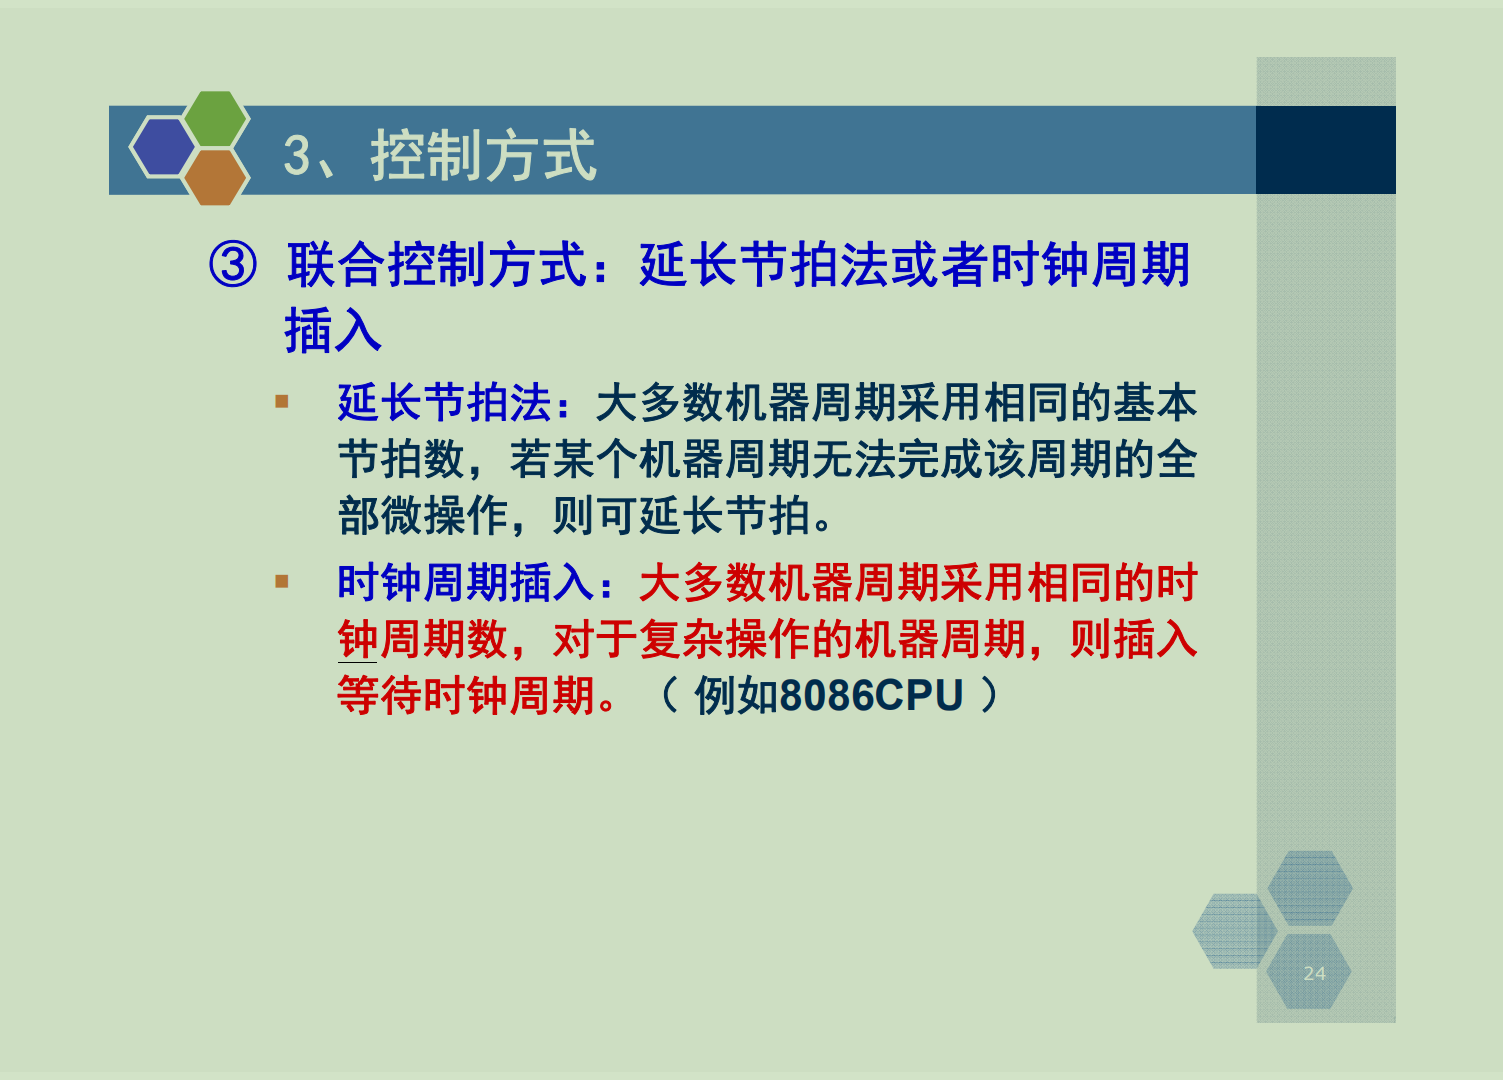 3、控制方式
③ 联合控制方式：延长节拍法或者时钟周期
插入
延长节拍法：大多数机器周期采用相同的基本
节拍数，若某个机器周期无法完成该周期的全
部微操作，则可延长节拍。
时钟周期插入：大多数机器周期采用相同的时
钟周期数，对于复杂操作的机器周期，则插入
等待时钟周期。（ 例如8086CPU ）
24